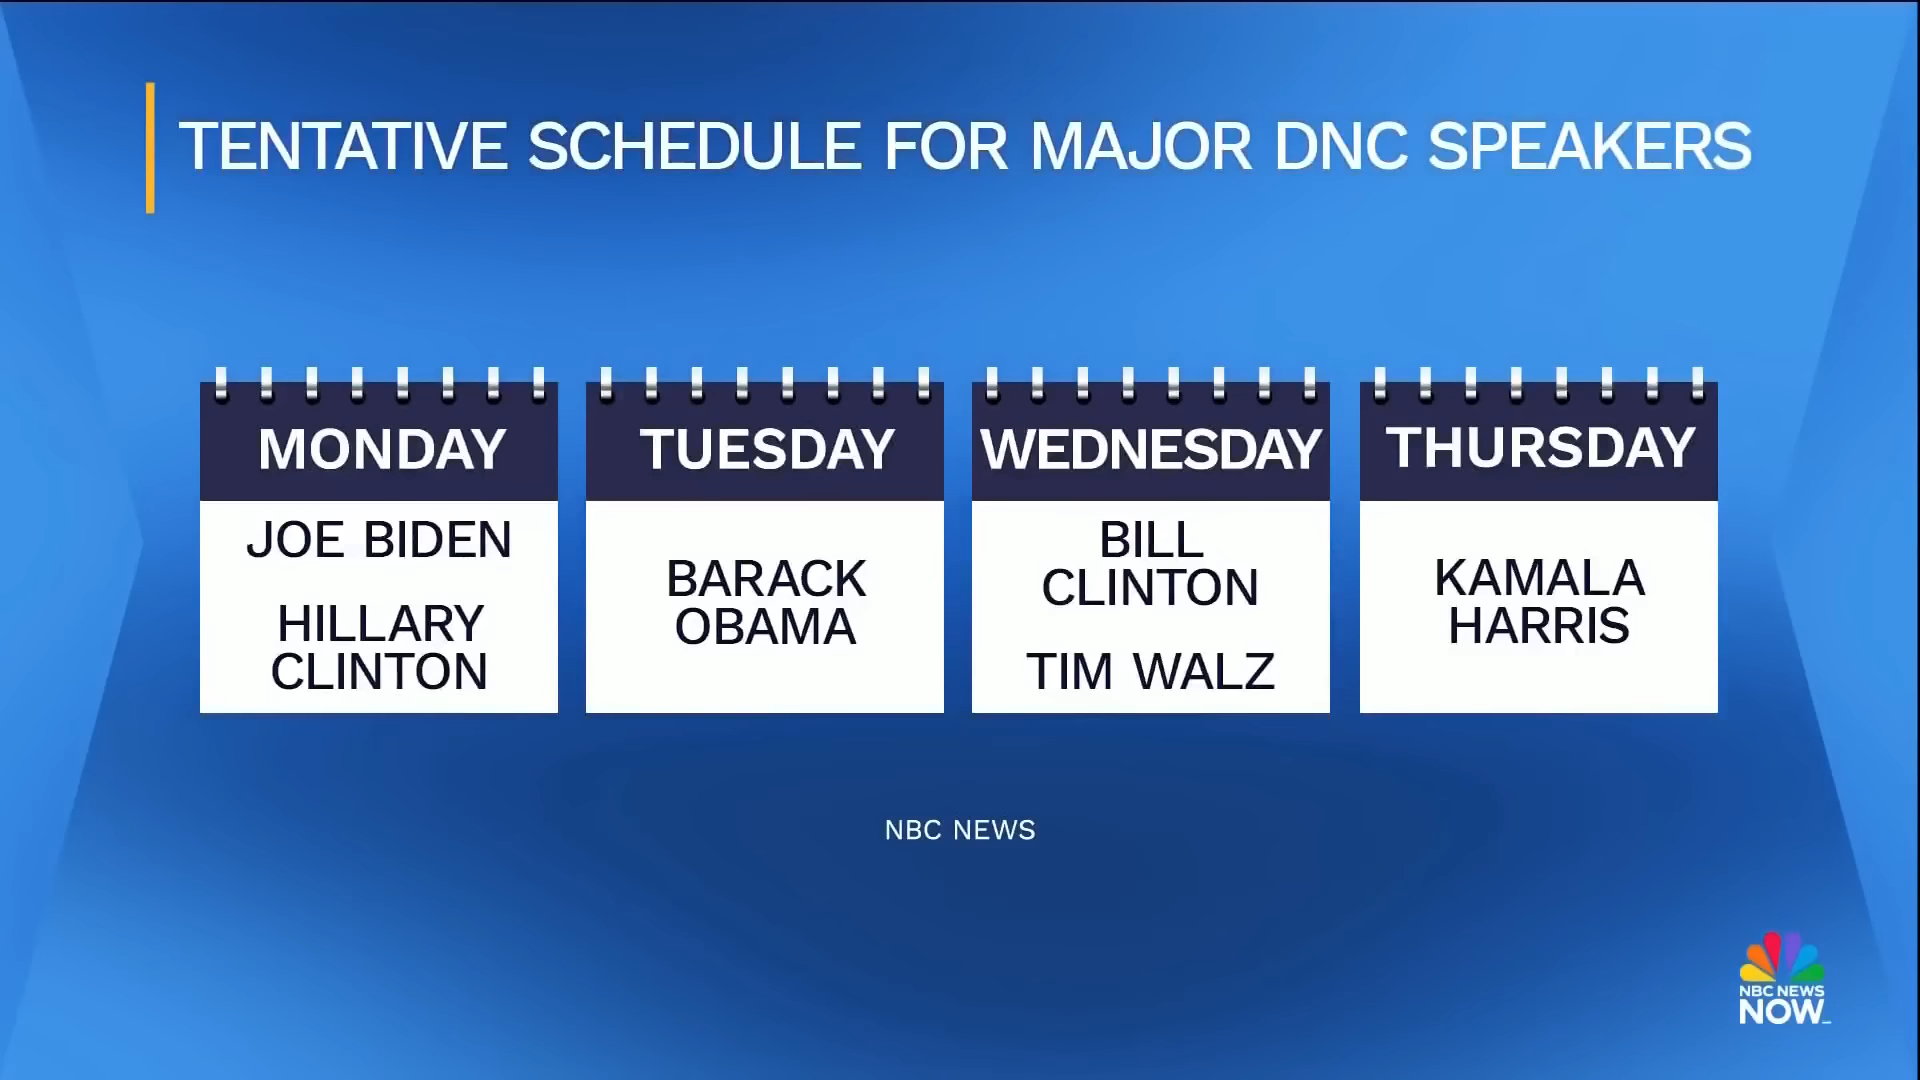 TENTATIVE SCHEDULE FOR MAJOR DNC SPEAKERS
MONDAY
JOE BIDEN
HILLARY
CLINTON
TUESDAY
BARACK
OBAMA
WEDNESDAY
BILL
CLINTON
TIM WALZ
THURSDAY
KAMALA
HARRIS
NBC NEWS
NBC NEWS
NOW_